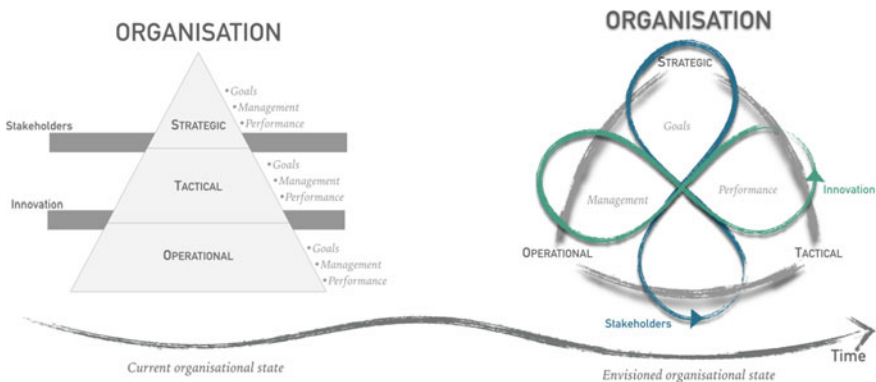 ORGANISATION
• Goals
• Management
• Performance
STRATEGIC
Stakeholders
• Goals
• Management
• Performance
TACTICAL
Innovation
• Goals
• Management
• Performance
OPERATIONAL
Current organisational state
ORGANISATION
STRATEGIC
Goals
Management
Performance
Innovation
OPERATIONAL
TACTICAL
Stakeholders
Time
Envisioned organisational state